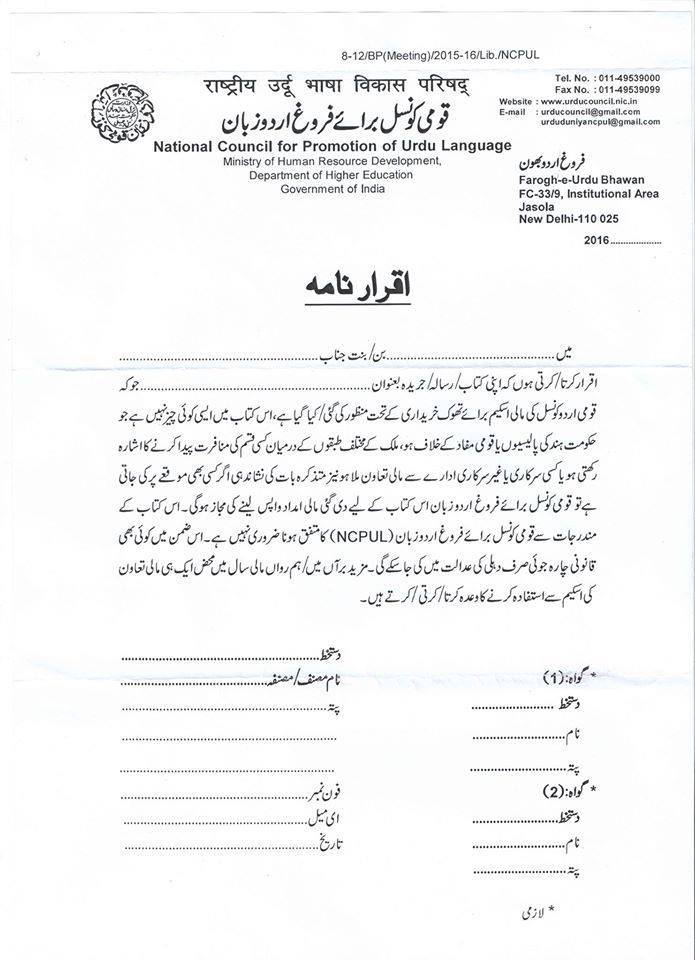 8-12/BP(Meeting)/2015-16/Lib./NCPUL
राष्ट्रीय उर्दू भाषा विकास परिषद्
قومی کونسل برائے فروغ اردو زبان
National Council for Promotion of Urdu Language
Ministry of Human Resource Development,
Department of Higher Education
Government of India
Tel. No. : 011-49539000
Fax No. : 011-49539099
Website : www.urducouncil.nic.in
E-mail : urducouncil@gmail.com
urduduniyancpul@gmail.com
فروغ اردو بھون
Farogh-e-Urdu Bhawan
FC-33/9, Institutional Area
Jasola
New Delhi-110 025
2016....................
اقرار نامہ
میں ........................................ بن/ بنت جناب ........................................
اقرار کرتا/ کرتی ہوں کہ اپنی کتاب/ رسالہ/ جریدہ بعنوان ........................................ جو کہ
قومی اردو کونسل کی مالی اسکیم برائے تھوک خریداری کے تحت منظور کی گئی/ کیا گیا ہے، اس کتاب میں ایسی کوئی چیز نہیں ہے جو
حکومت ہند کی پالیسیوں یا قومی مفاد کے خلاف ہو، ملک کے مختلف طبقوں کے درمیان کسی قسم کی منافرت پیدا کرنے کا اشارہ
رکھتی ہو یا کسی سرکاری یا غیر سرکاری ادارے سے مالی تعاون ملا ہو نیز متذکرہ بات کی نشاندہی اگر کسی بھی موقعے پر کی جاتی
ہے تو قومی کونسل برائے فروغ اردو زبان اس کتاب کے لیے دی گئی مالی امداد واپس لینے کی مجاز ہوگی۔ اس کتاب کے
مندرجات سے قومی کونسل برائے فروغ اردو زبان (NCPUL) کا متفق ہونا ضروری نہیں ہے۔ اس ضمن میں کوئی بھی
قانونی چارہ جوئی صرف دہلی کی عدالت میں کی جاسکے گی۔ مزید برآں میں/ ہم رواں مالی سال میں محض ایک ہی مالی تعاون
کی اسکیم سے استفادہ کرنے کا وعدہ کرتا/ کرتی/ کرتے ہیں۔
دستخط ........................................
نام مصنف/ مصنفہ ........................................
پتہ ........................................
........................................
........................................
فون نمبر ........................................
ای میل ........................................
تاریخ ........................................
* گواہ: (1)
دستخط ....................
نام ....................
پتہ ....................
* گواہ: (2)
دستخط ....................
نام ....................
پتہ ....................
* لازمی